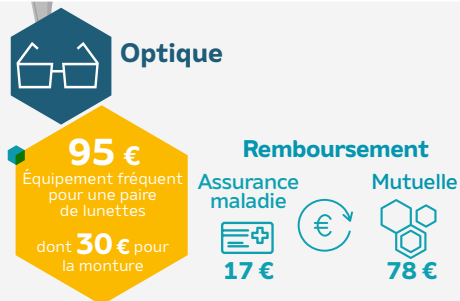 Optique
95 €
Équipement fréquent
pour une paire
de lunettes
dont 30 € pour
la monture
Remboursement
Assurance
maladie
€
17 €
Mutuelle
78 €